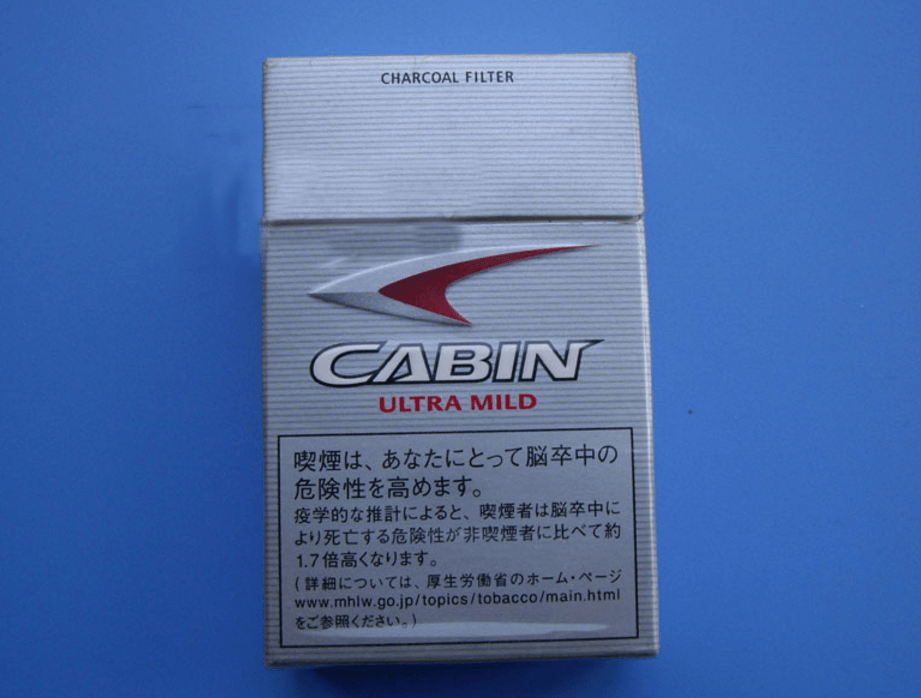 CHARCOAL FILTER
CABIN
ULTRA MILD
喫煙は、あなたにとって脳卒中の
危険性を高めます。
疫学的な推計によると、喫煙者は脳卒中に
より死亡する危険性が非喫煙者に比べて約
1.7倍高くなります。
(詳細については、厚生労働省のホーム・ページ
www.mhlw.go.jp/topics/tobacco/main.html
をご参照ください。)